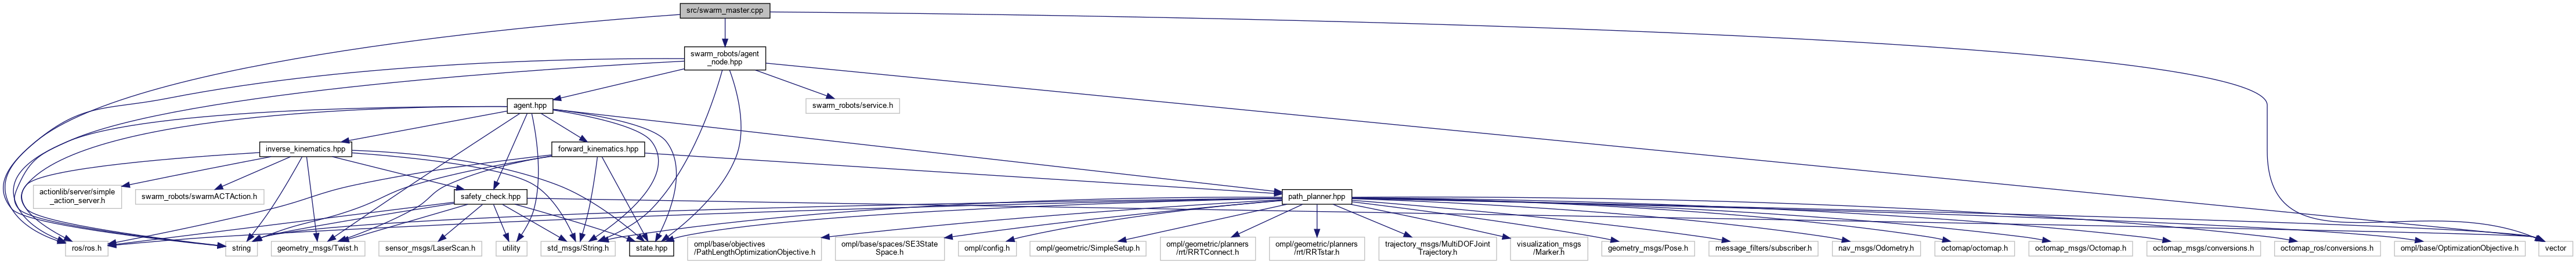 src/swarm_master.cpp
swarm_robots/agent
_node.hpp
agent.hpp
swarm_robots/service.h
inverse_kinematics.hpp
forward_kinematics.hpp
actionlib/server/simple
_action_server.h
swarm_robots/swarmACTAction.h
safety_check.hpp
path_planner.hpp
ros/ros.h
string
geometry_msgs/Twist.h
sensor_msgs/LaserScan.h
utility
std_msgs/String.h
state.hpp
ompl/base/objectives
/PathLengthOptimizationObjective.h
ompl/base/spaces/SE3State
Space.h
ompl/config.h
ompl/geometric/SimpleSetup.h
ompl/geometric/planners
/rrt/RRTConnect.h
ompl/geometric/planners
/rrt/RRTstar.h
trajectory_msgs/MultiDOFJoint
Trajectory.h
visualization_msgs
/Marker.h
geometry_msgs/Pose.h
message_filters/subscriber.h
nav_msgs/Odometry.h
octomap/octomap.h
octomap_msgs/Octomap.h
octomap_msgs/conversions.h
octomap_ros/conversions.h
ompl/base/OptimizationObjective.h
vector